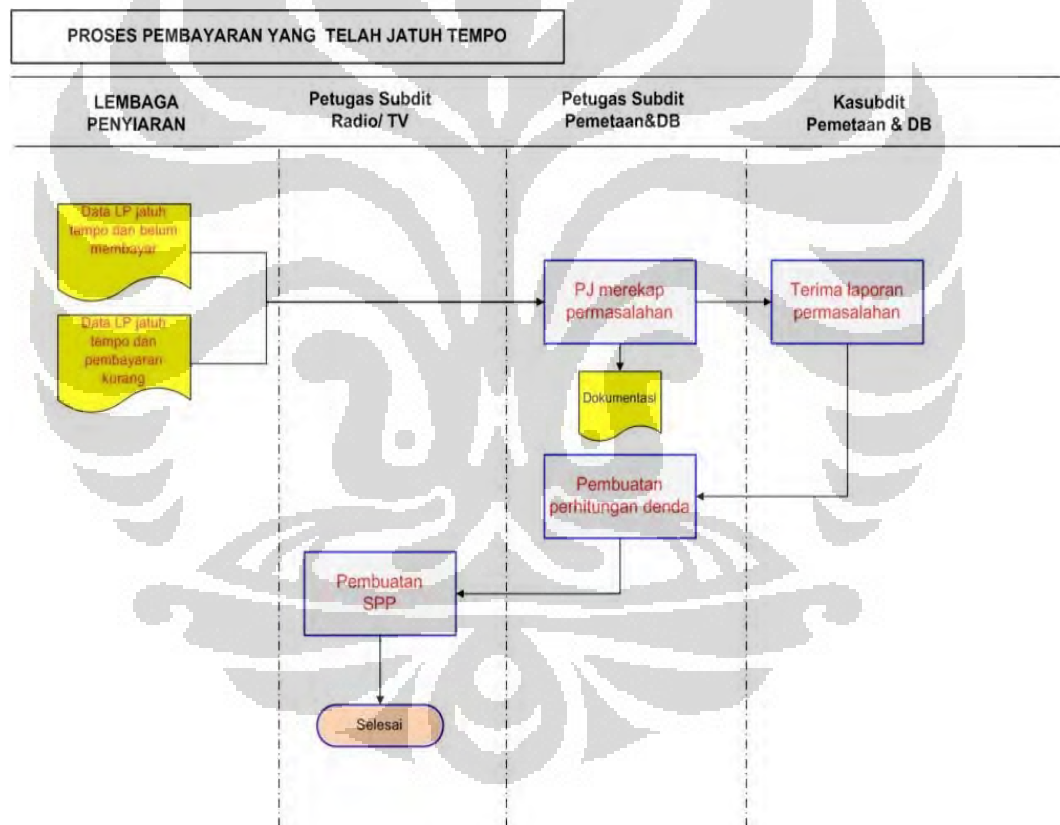 PROSES PEMBAYARAN YANG TELAH JATUH TEMPO
LEMBAGA
PENYIARAN
Petugas Subdit
Radio/ TV
Petugas Subdit
Pemetaan&DB
Kasubdit
Pemetaan & DB
Data LP jatuh
tempo dan belum
membayar
Data LP jatuh
tempo dan
pembayaran
kurang
PJ merekap
permasalahan
Terima laporan
permasalahan
Dokumentasi
Pembuatan
perhitungan denda
Pembuatan
SPP
Selesai